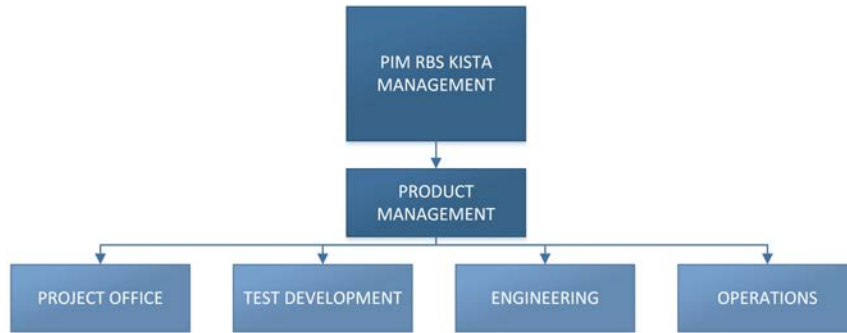 PIM RBS KISTA
MANAGEMENT
PRODUCT
MANAGEMENT
PROJECT OFFICE
TEST DEVELOPMENT
ENGINEERING
OPERATIONS